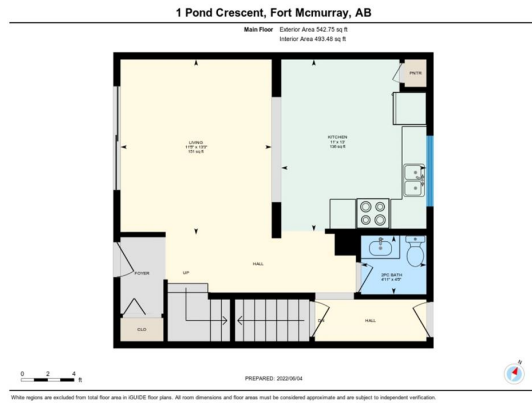 1 Pond Crescent, Fort Mcmurray, AB
Main Floor Exterior Area 542.75 sq ft
Interior Area 493.48 sq ft
PNTR
LIVING
151 sq ft
KITCHEN
11' x 13'
136 sq ft
FOYER
UP
HALL
2PC BATH
CLO
DN
HALL
0 2 4
ft
PREPARED: 2022/06/04
N
White regions are excluded from total floor area in iGUIDE floor plans. All room dimensions and floor areas must be considered approximate and are subject to independent verification.